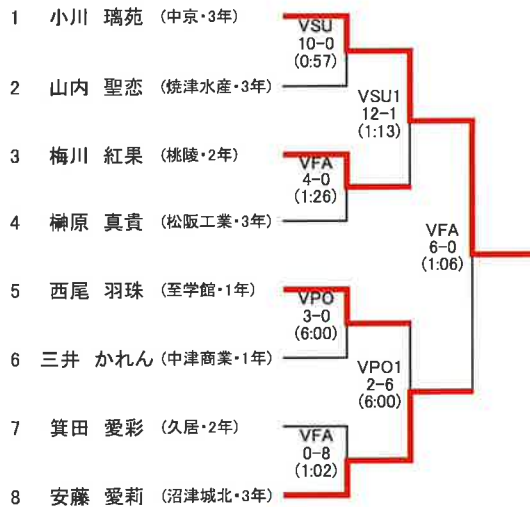 1 小川 璃苑 (中京・3年)
VSU
10-0
(0:57)
2 山内 聖恋 (焼津水産・3年)
VSU1
12-1
(1:13)
3 梅川 紅果 (桃陵・2年)
VFA
4-0
(1:26)
4 榊原 真貴 (松阪工業・3年)
VFA
6-0
(1:06)
5 西尾 羽珠 (至学館・1年)
VPO
3-0
(6:00)
6 三井 かれん (中津商業・1年)
VPO1
2-6
(6:00)
7 箕田 愛彩 (久居・2年)
VFA
0-8
(1:02)
8 安藤 愛莉 (沼津城北・3年)